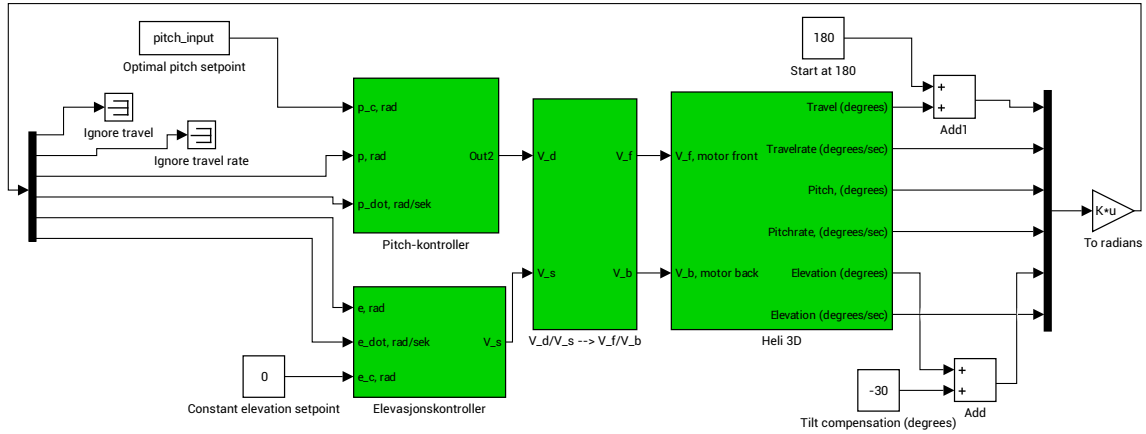 pitch_input
Optimal pitch setpoint
180
Start at 180
Ignore travel
Ignore travel rate
p_c, rad
p, rad
p_dot, rad/sek
Out2
Pitch-kontroller
V_d
V_s
V_f
V_b
V_d/V_s --> V_f/V_b
V_f, motor front
V_b, motor back
Travel (degrees)
Travelrate (degrees/sec)
Pitch, (degrees)
Pitchrate, (degrees/sec)
Elevation (degrees)
Elevation (degrees/sec)
Heli 3D
+
+
Add1
K*u
To radians
e, rad
e_dot, rad/sek
e_c, rad
V_s
Elevasjonskontroller
0
Constant elevation setpoint
-30
Tilt compensation (degrees)
+
+
Add